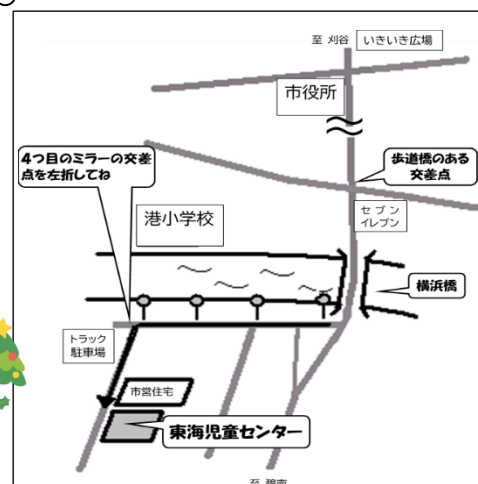 至 刈谷
いきいき広場
市役所
4つ目のミラーの交差
点を左折してね
歩道橋のある
交差点
港小学校
セブン
イレブン
横浜橋
トラック
駐車場
市営住宅
東海児童センター
至 碧南